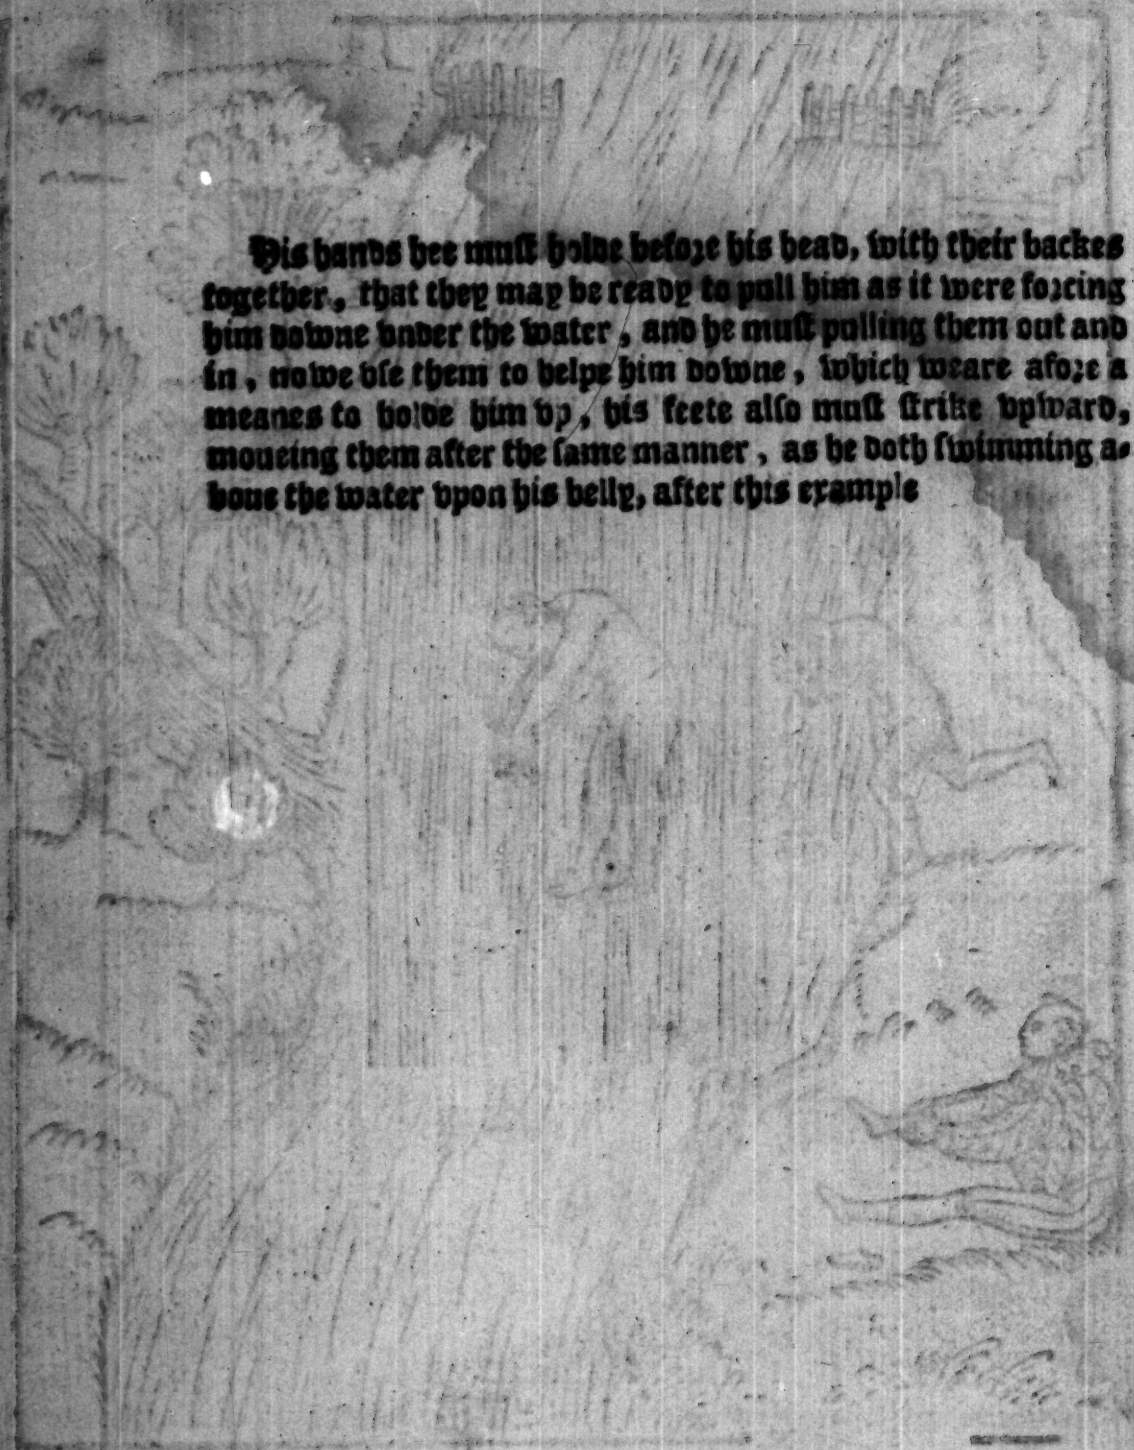 His hands hee must holde before his head, with their backes
together, that they may be ready to pull him as it were forcing
him downe vnder the water, and he must pulling them out and
in, nowe vse them to helpe him downe, which weare afore a
meanes to holde him vp, his feete also must strike vpward,
moueing them after the same manner, as he doth swimming a-
boue the water vpon his belly, after this example